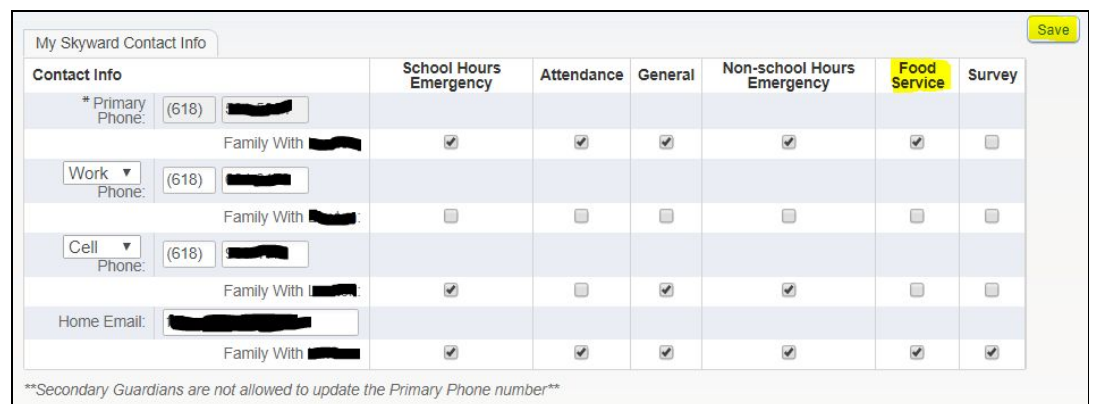 Save
My Skyward Contact Info
Contact Info
School Hours
Emergency
Attendance
General
Non-school Hours
Emergency
Food
Service
Survey
* Primary
Phone:
(618)
Family With
Work
Phone:
(618)
Family With
Cell
Phone:
(618)
Family With
Home Email:
Family With
**Secondary Guardians are not allowed to update the Primary Phone number**